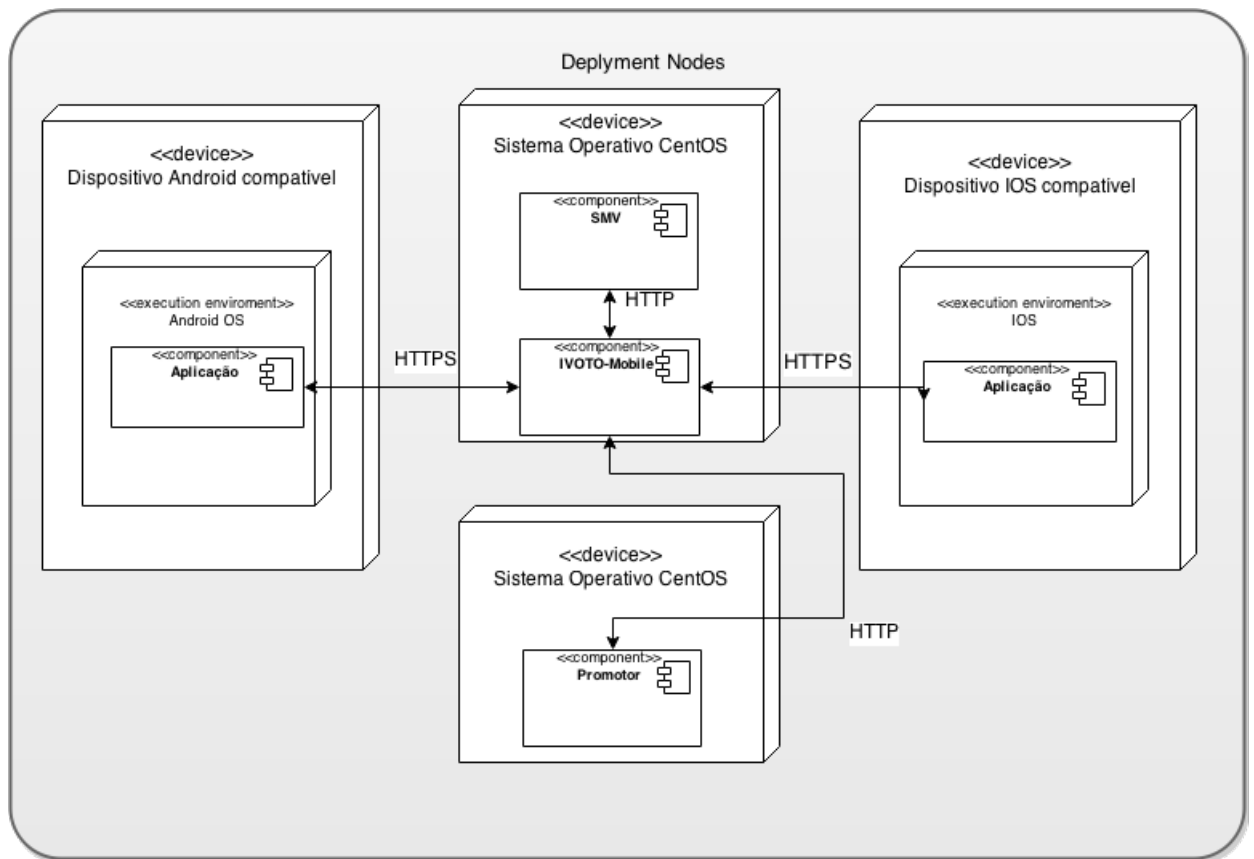 Deplyment Nodes
<<device>>
Dispositivo Android compativel
<<execution enviroment>>
Android OS
<<component>>
Aplicação
HTTPS
<<device>>
Sistema Operativo CentOS
<<component>>
SMV
HTTP
<<component>>
IVOTO-Mobile
HTTPS
<<device>>
Dispositivo IOS compativel
<<execution enviroment>>
IOS
<<component>>
Aplicação
<<device>>
Sistema Operativo CentOS
<<component>>
Promotor
HTTP